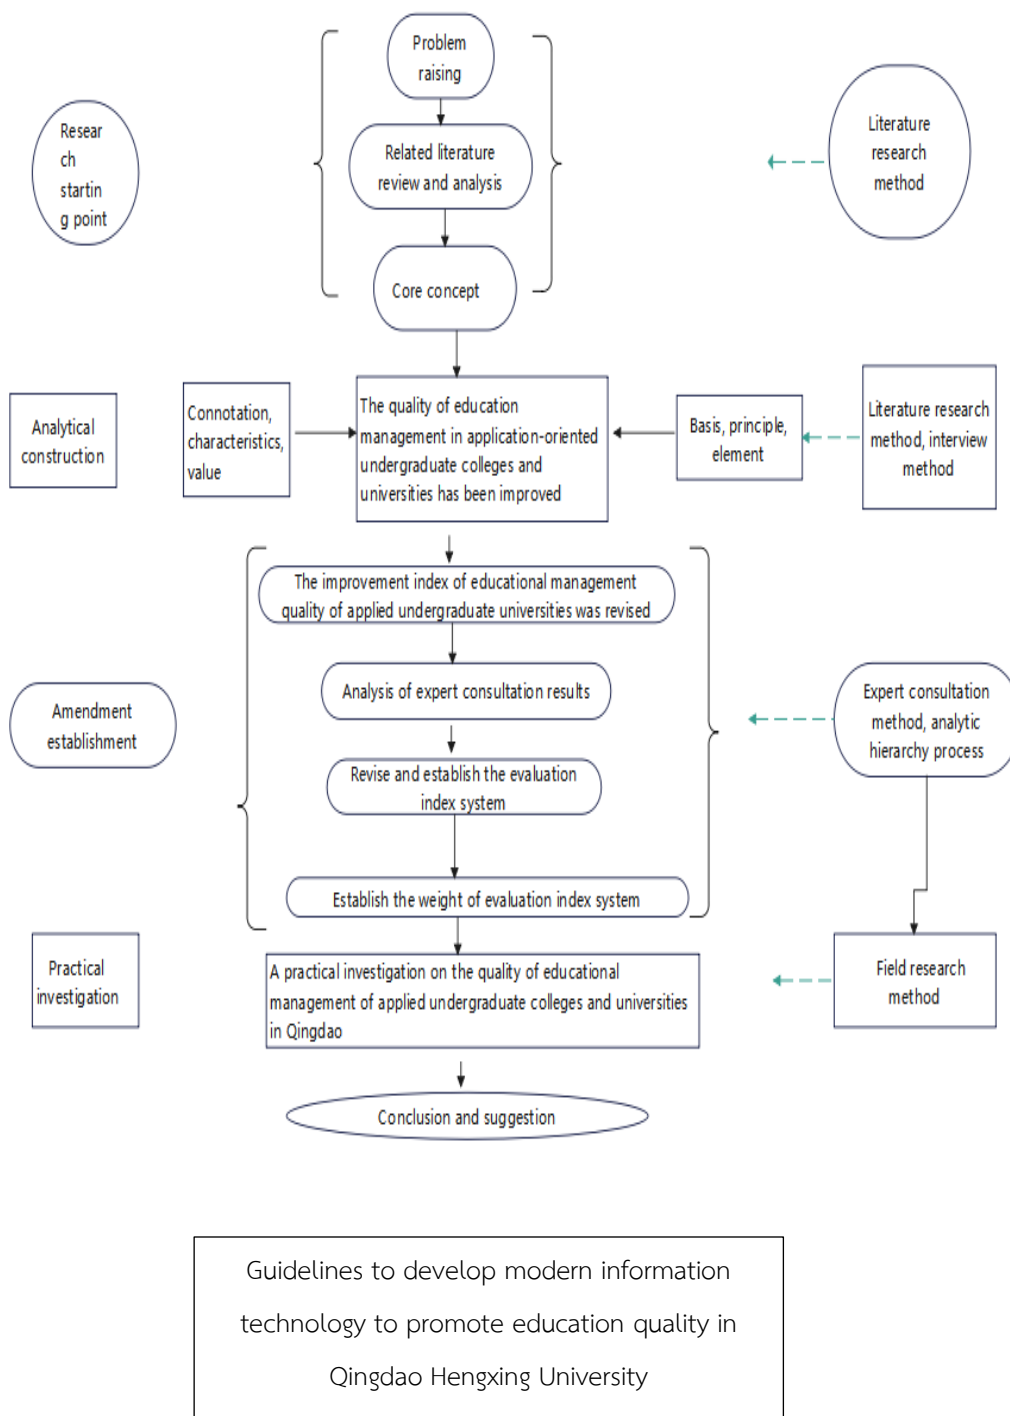 Problem
raising
Resear
ch
startin
g point
Related literature
review and analysis
Literature
research
method
Core concept
Analytical
construction
Connotation,
characteristics,
value
The quality of education
management in application-oriented
undergraduate colleges and
universities has been improved
Basis, principle,
element
Literature research
method, interview
method
The improvement index of educational management
quality of applied undergraduate universities was revised
Analysis of expert consultation results
Amendment
establishment
Expert consultation
method, analytic
hierarchy process
Revise and establish the evaluation
index system
Establish the weight of evaluation index system
Practical
investigation
A practical investigation on the quality of educational
management of applied undergraduate colleges and universities
in Qingdao
Field research
method
Conclusion and suggestion
Guidelines to develop modern information
technology to promote education quality in
Qingdao Hengxing University